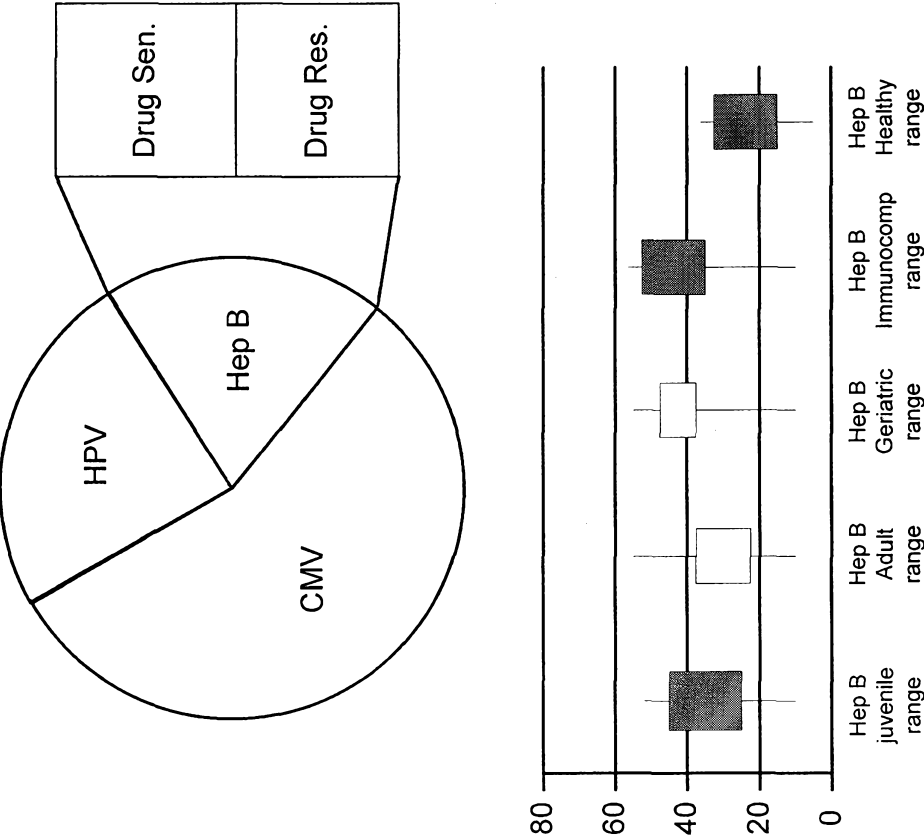 Drug Sen.
Drug Res.
HPV
Hep B
CMV
80
60
40
20
0
Hep B
juvenile
range
Hep B
Adult
range
Hep B
Geriatric
range
Hep B
Immunocomp
range
Hep B
Healthy
range